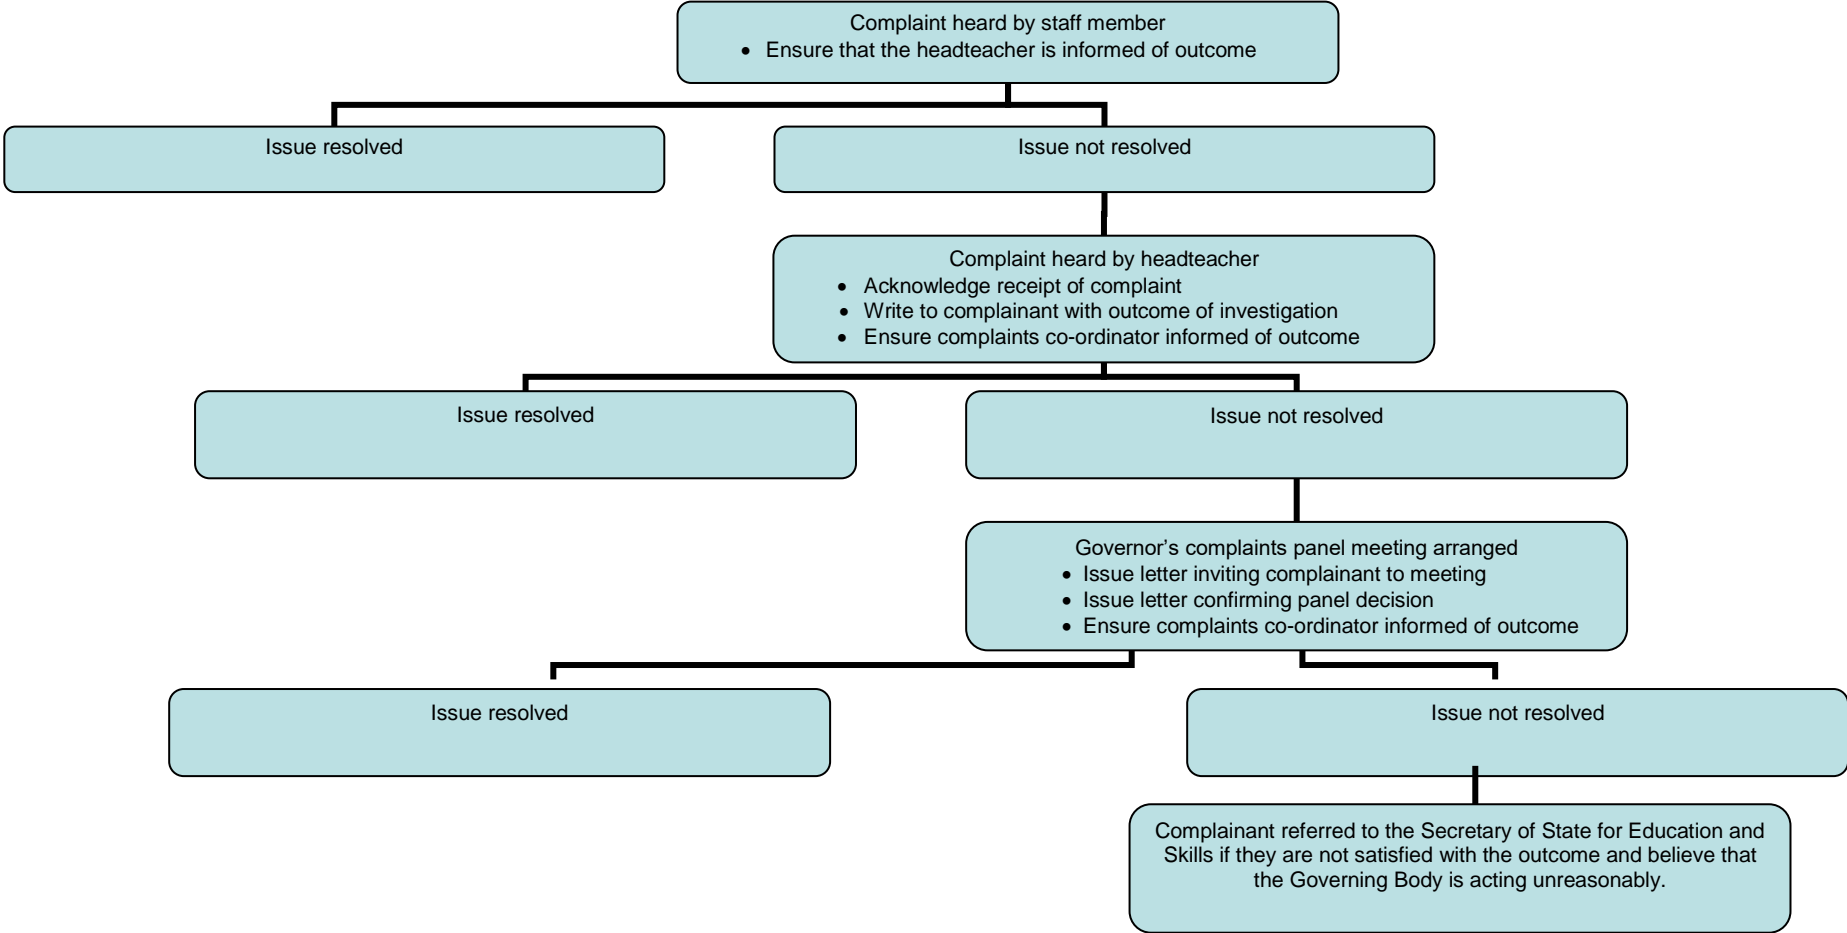 Complaint heard by staff member
• Ensure that the headteacher is informed of outcome
Issue resolved
Issue not resolved
Complaint heard by headteacher
• Acknowledge receipt of complaint
• Write to complainant with outcome of investigation
• Ensure complaints co-ordinator informed of outcome
Issue resolved
Issue not resolved
Governor’s complaints panel meeting arranged
• Issue letter inviting complainant to meeting
• Issue letter confirming panel decision
• Ensure complaints co-ordinator informed of outcome
Issue resolved
Issue not resolved
Complainant referred to the Secretary of State for Education and
Skills if they are not satisfied with the outcome and believe that
the Governing Body is acting unreasonably.